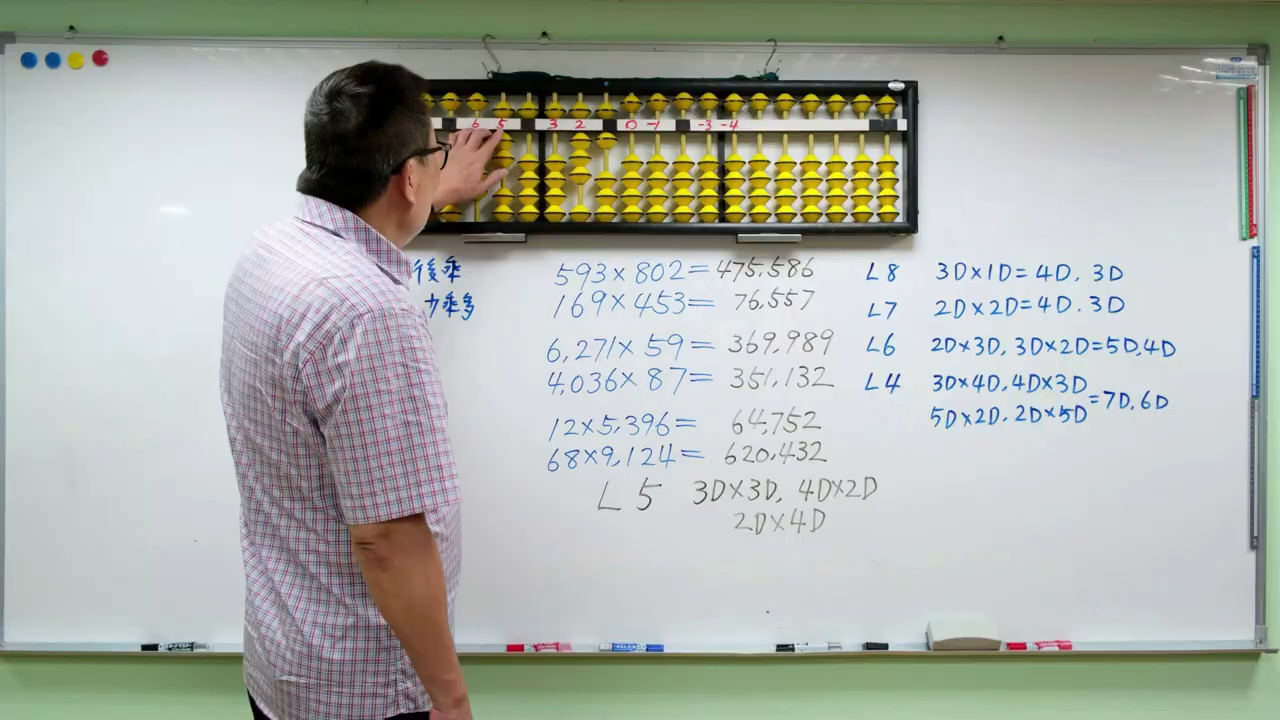 6 5 3 2 0 -1 -3 -4
後乘
少乘多
593×802=475,586
169×453= 76,557
6,271×59=369,989
4,036×87=351,132
12×5,396= 64,752
68×9,124=620,432
L5 3D×3D, 4D×2D
2D×4D
L8 3D×1D=4D, 3D
L7 2D×2D=4D, 3D
L6 2D×3D, 3D×2D=5D,4D
L4 3D×4D, 4D×3D
5D×2D, 2D×5D =7D, 6D